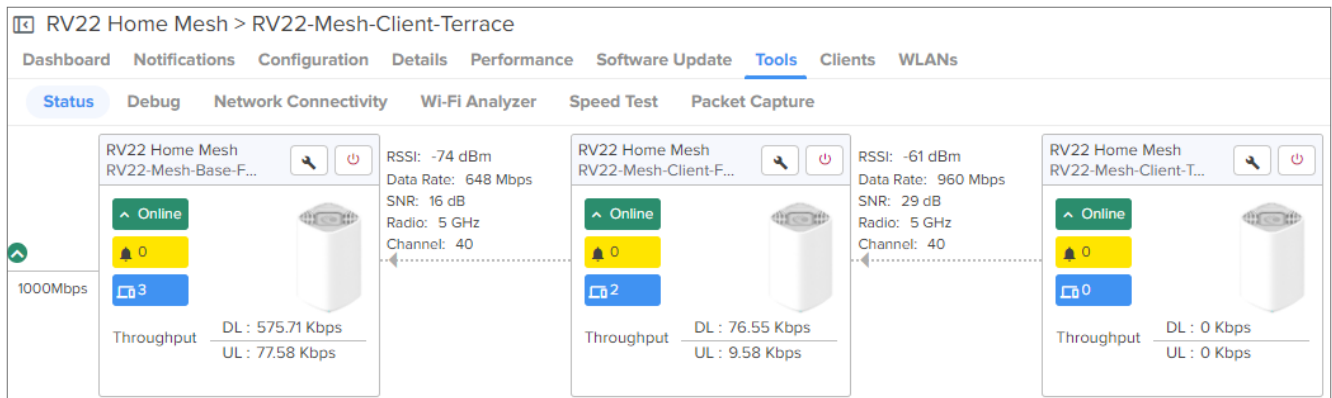 RV22 Home Mesh > RV22-Mesh-Client-Terrace
Dashboard Notifications Configuration Details Performance Software Update Tools Clients WLANs
Status Debug Network Connectivity Wi-Fi Analyzer Speed Test Packet Capture
1000Mbps
RV22 Home Mesh
RV22-Mesh-Base-F...
Online
0
3
Throughput
DL : 575.71 Kbps
UL : 77.58 Kbps
RSSI: -74 dBm
Data Rate: 648 Mbps
SNR: 16 dB
Radio: 5 GHz
Channel: 40
RV22 Home Mesh
RV22-Mesh-Client-F...
Online
0
2
Throughput
DL : 76.55 Kbps
UL : 9.58 Kbps
RSSI: -61 dBm
Data Rate: 960 Mbps
SNR: 29 dB
Radio: 5 GHz
Channel: 40
RV22 Home Mesh
RV22-Mesh-Client-T...
Online
0
0
Throughput
DL : 0 Kbps
UL : 0 Kbps